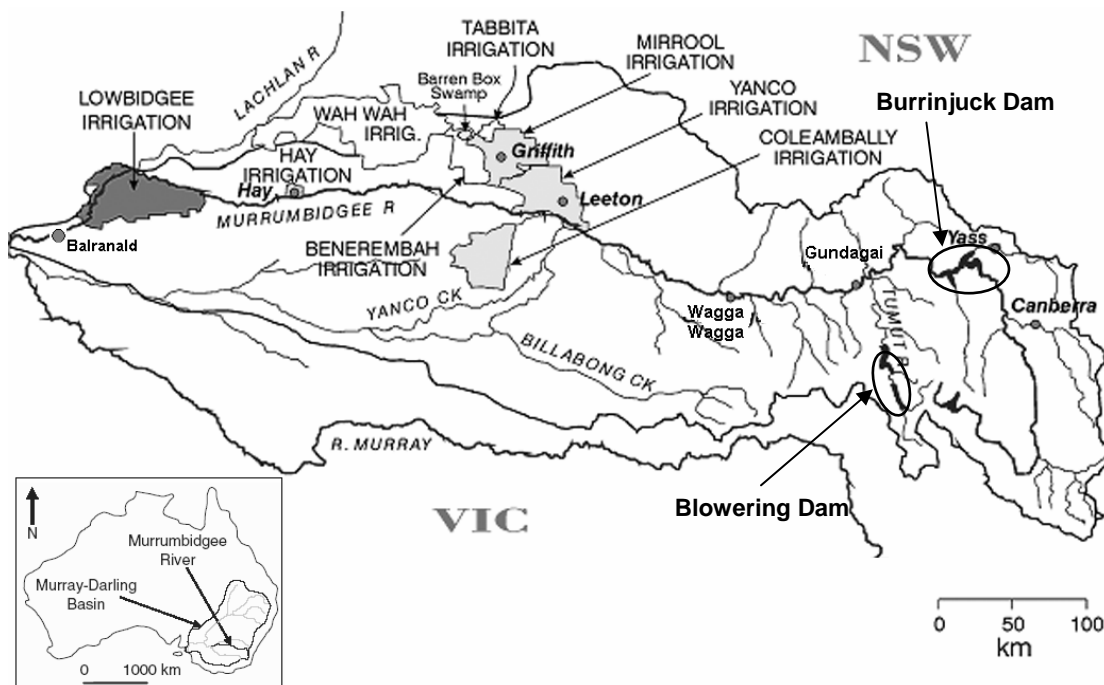 TABBITA
IRRIGATION
MIRROOL
IRRIGATION
NSW
LACHLAN R
Barren Box
Swamp
YANCO
IRRIGATION
Burrinjuck Dam
LOWBIDGEE
IRRIGATION
WAH WAH
IRRIG.
COLEAMBALLY
IRRIGATION
HAY
IRRIGATION
Griffith
Hay
Leeton
MURRUMBIDGEE R
Balranald
BENEREMBAH
IRRIGATION
Gundagai
Yass
YANCO CK
Wagga
Wagga
TUMUT R
Canberra
BILLABONG CK
R. MURRAY
Blowering Dam
VIC
N
Murrumbidgee
River
Murray-Darling
Basin
0 1000 km
0 50 100
km